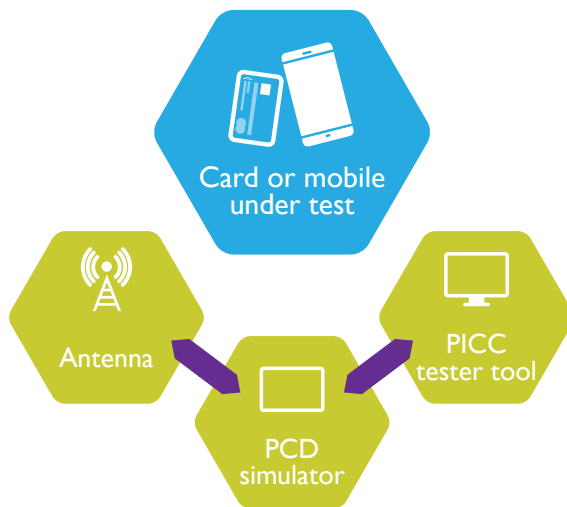 Card or mobile
under test
Antenna
PICC
tester tool
PCD
simulator